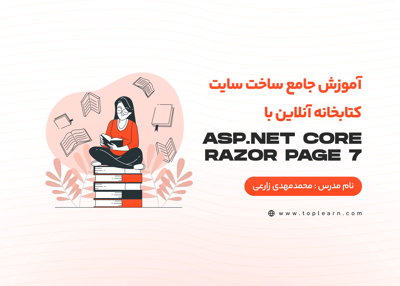 آموزش جامع ساخت سایت
کتابخانه آنلاین با
ASP.NET CORE
RAZOR PAGE 7
نام مدرس : محمدمهدی زارعی
www.toplearn.com